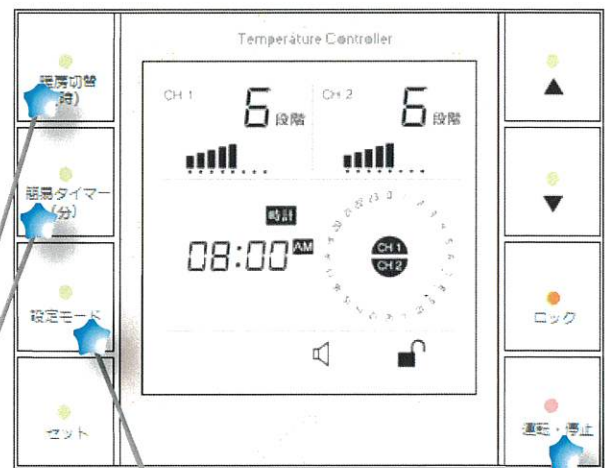 Temperature Controller
暖房切替
時)
簡易タイマー
(分)
設定モード
セット
CH 1
6段階
CH 2
6段階
時計
08:00 AM
CH 1
CH 2
▲
▼
ロック
運転・停止